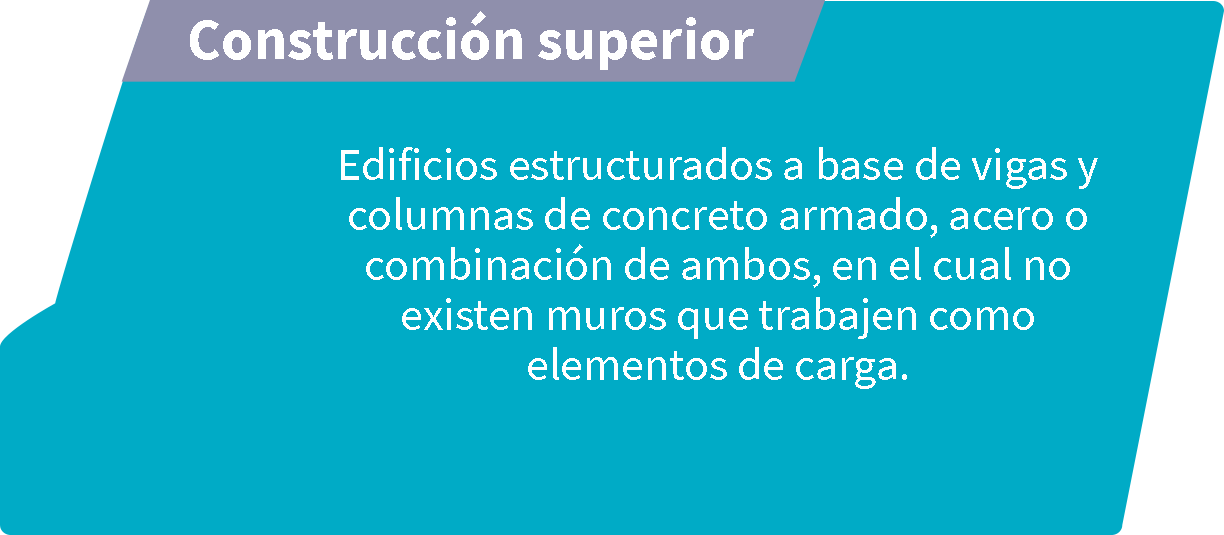 Construcción superior
Edificios estructurados a base de vigas y
columnas de concreto armado, acero o
combinación de ambos, en el cual no
existen muros que trabajen como
elementos de carga.